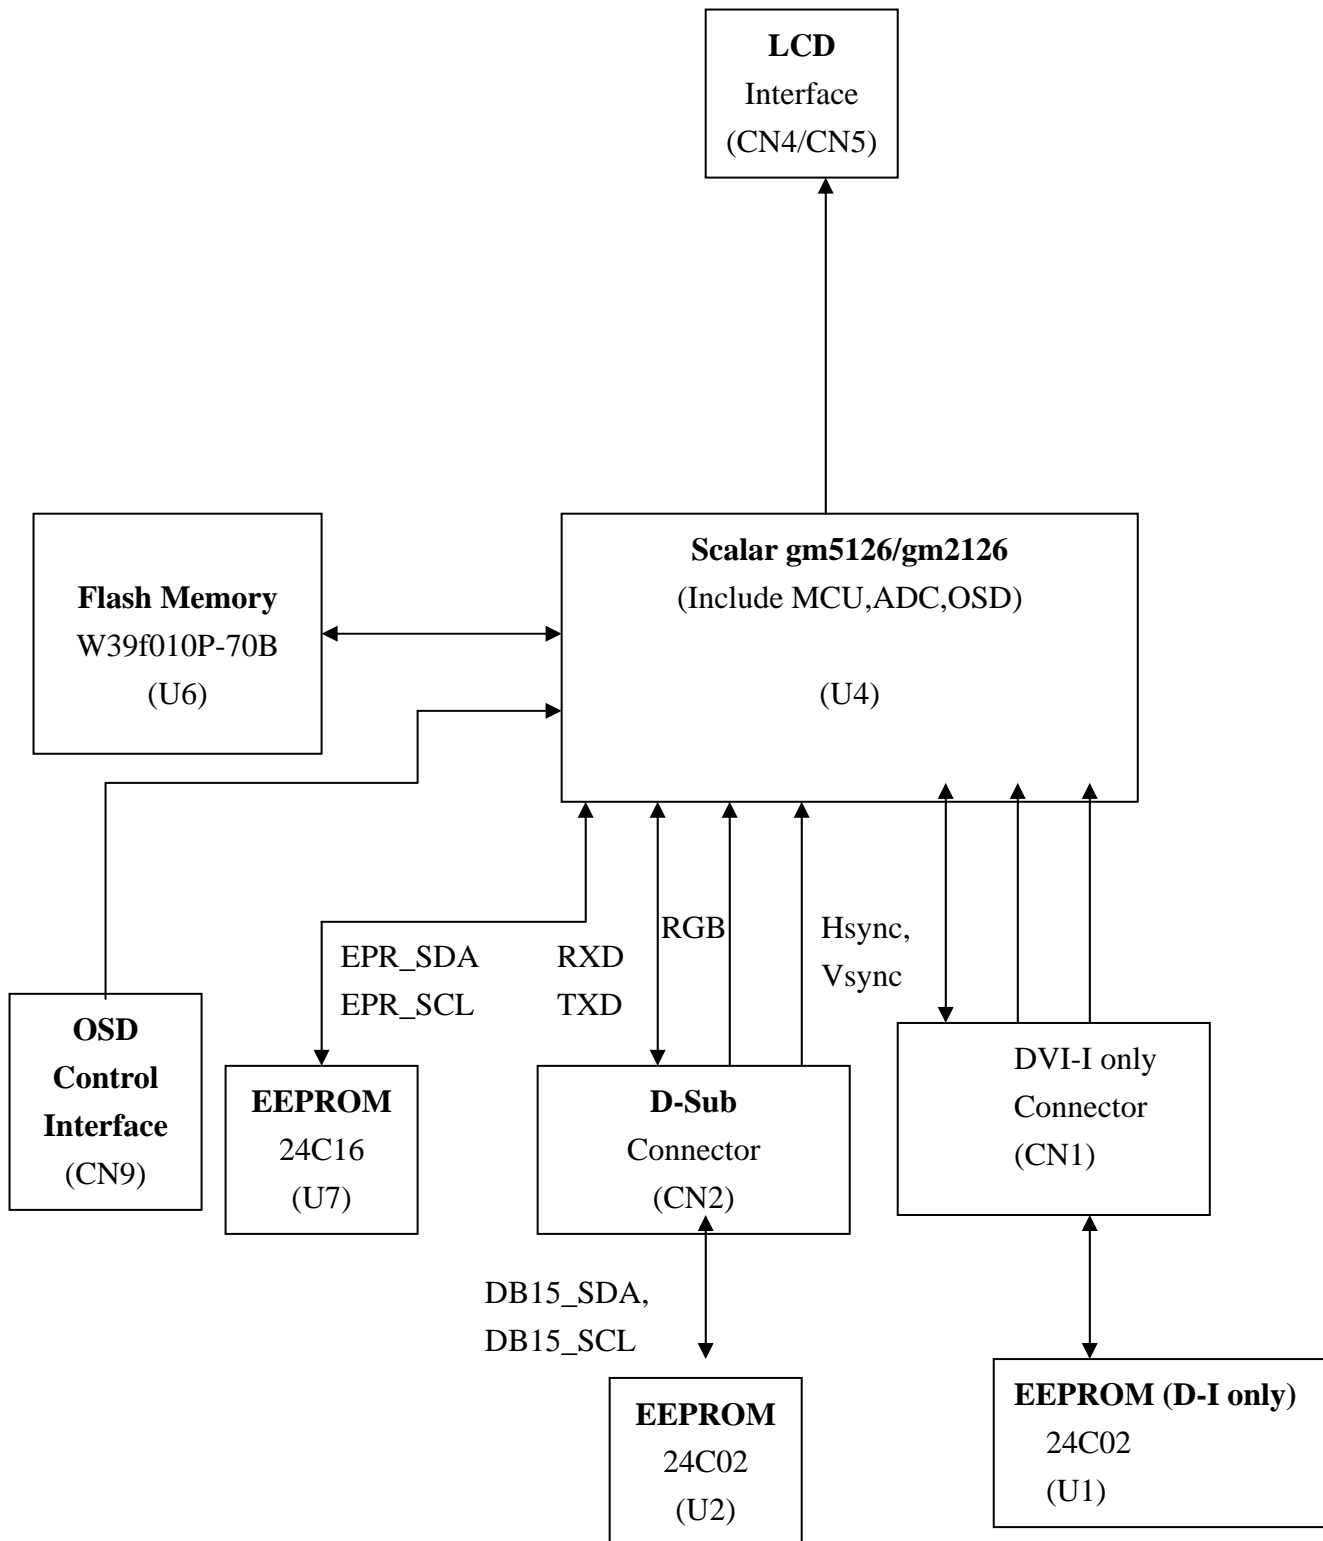 LCD
Interface
(CN4/CN5)
Scalar gm5126/gm2126
(Include MCU,ADC,OSD)
(U4)
Flash Memory
W39f010P-70B
(U6)
EPR_SDA
EPR_SCL
RXD
TXD
RGB
Hsync,
Vsync
OSD
Control
Interface
(CN9)
EEPROM
24C16
(U7)
D-Sub
Connector
(CN2)
DVI-I only
Connector
(CN1)
DB15_SDA,
DB15_SCL
EEPROM
24C02
(U2)
EEPROM (D-I only)
24C02
(U1)